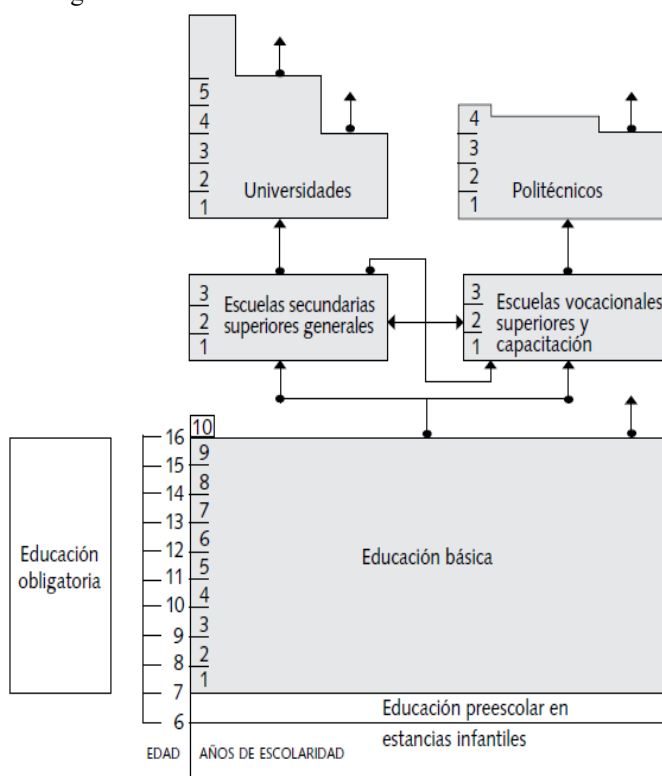 5
4
3
2
1
Universidades
4
3
2
1
Politécnicos
3
2
1
Escuelas secundarias
superiores generales
3
2
1
Escuelas vocacionales
superiores y
capacitación
Educación
obligatoria
16
15
14
13
12
11
10
9
8
7
6
10
9
8
7
6
5
4
3
2
1
Educación básica
Educación preescolar en
estancias infantiles
EDAD
AÑOS DE ESCOLARIDAD